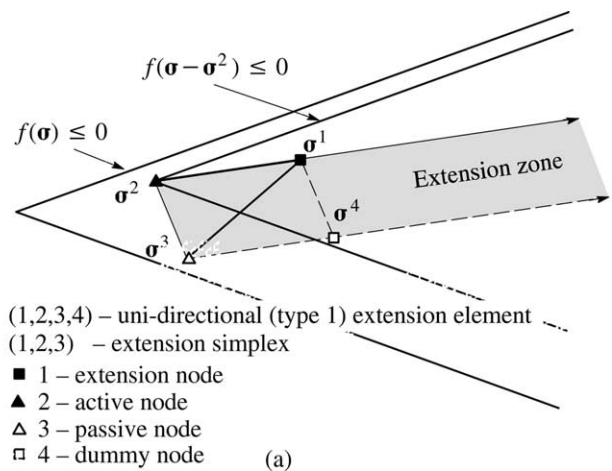 f(σ − σ²) ≤ 0
f(σ) ≤ 0
σ¹
Extension zone
σ²
σ⁴
σ³
(1,2,3,4) – uni-directional (type 1) extension element
(1,2,3) – extension simplex
■ 1 – extension node
▲ 2 – active node
△ 3 – passive node
□ 4 – dummy node
(a)